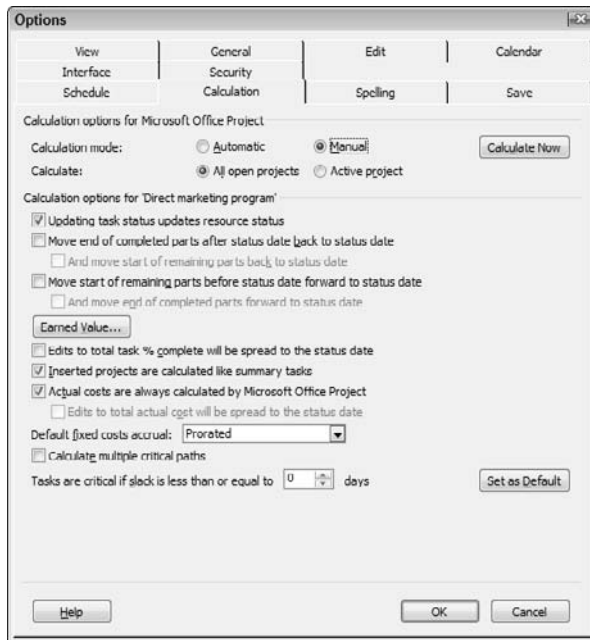 Options
View General Edit Calendar
Interface Security
Schedule Calculation Spelling Save
Calculation options for Microsoft Office Project
Calculation mode: Automatic Manual Calculate Now
Calculate: All open projects Active project
Calculation options for 'Direct marketing program'
Updating task status updates resource status
Move end of completed parts after status date back to status date
And move start of remaining parts back to status date
Move start of remaining parts before status date forward to status date
And move end of completed parts forward to status date
Earned Value...
Edits to total task % complete will be spread to the status date
Inserted projects are calculated like summary tasks
Actual costs are always calculated by Microsoft Office Project
Edits to total actual cost will be spread to the status date
Default fixed costs accrual: Prorated
Calculate multiple critical paths
Tasks are critical if slack is less than or equal to 0 days Set as Default
Help OK Cancel